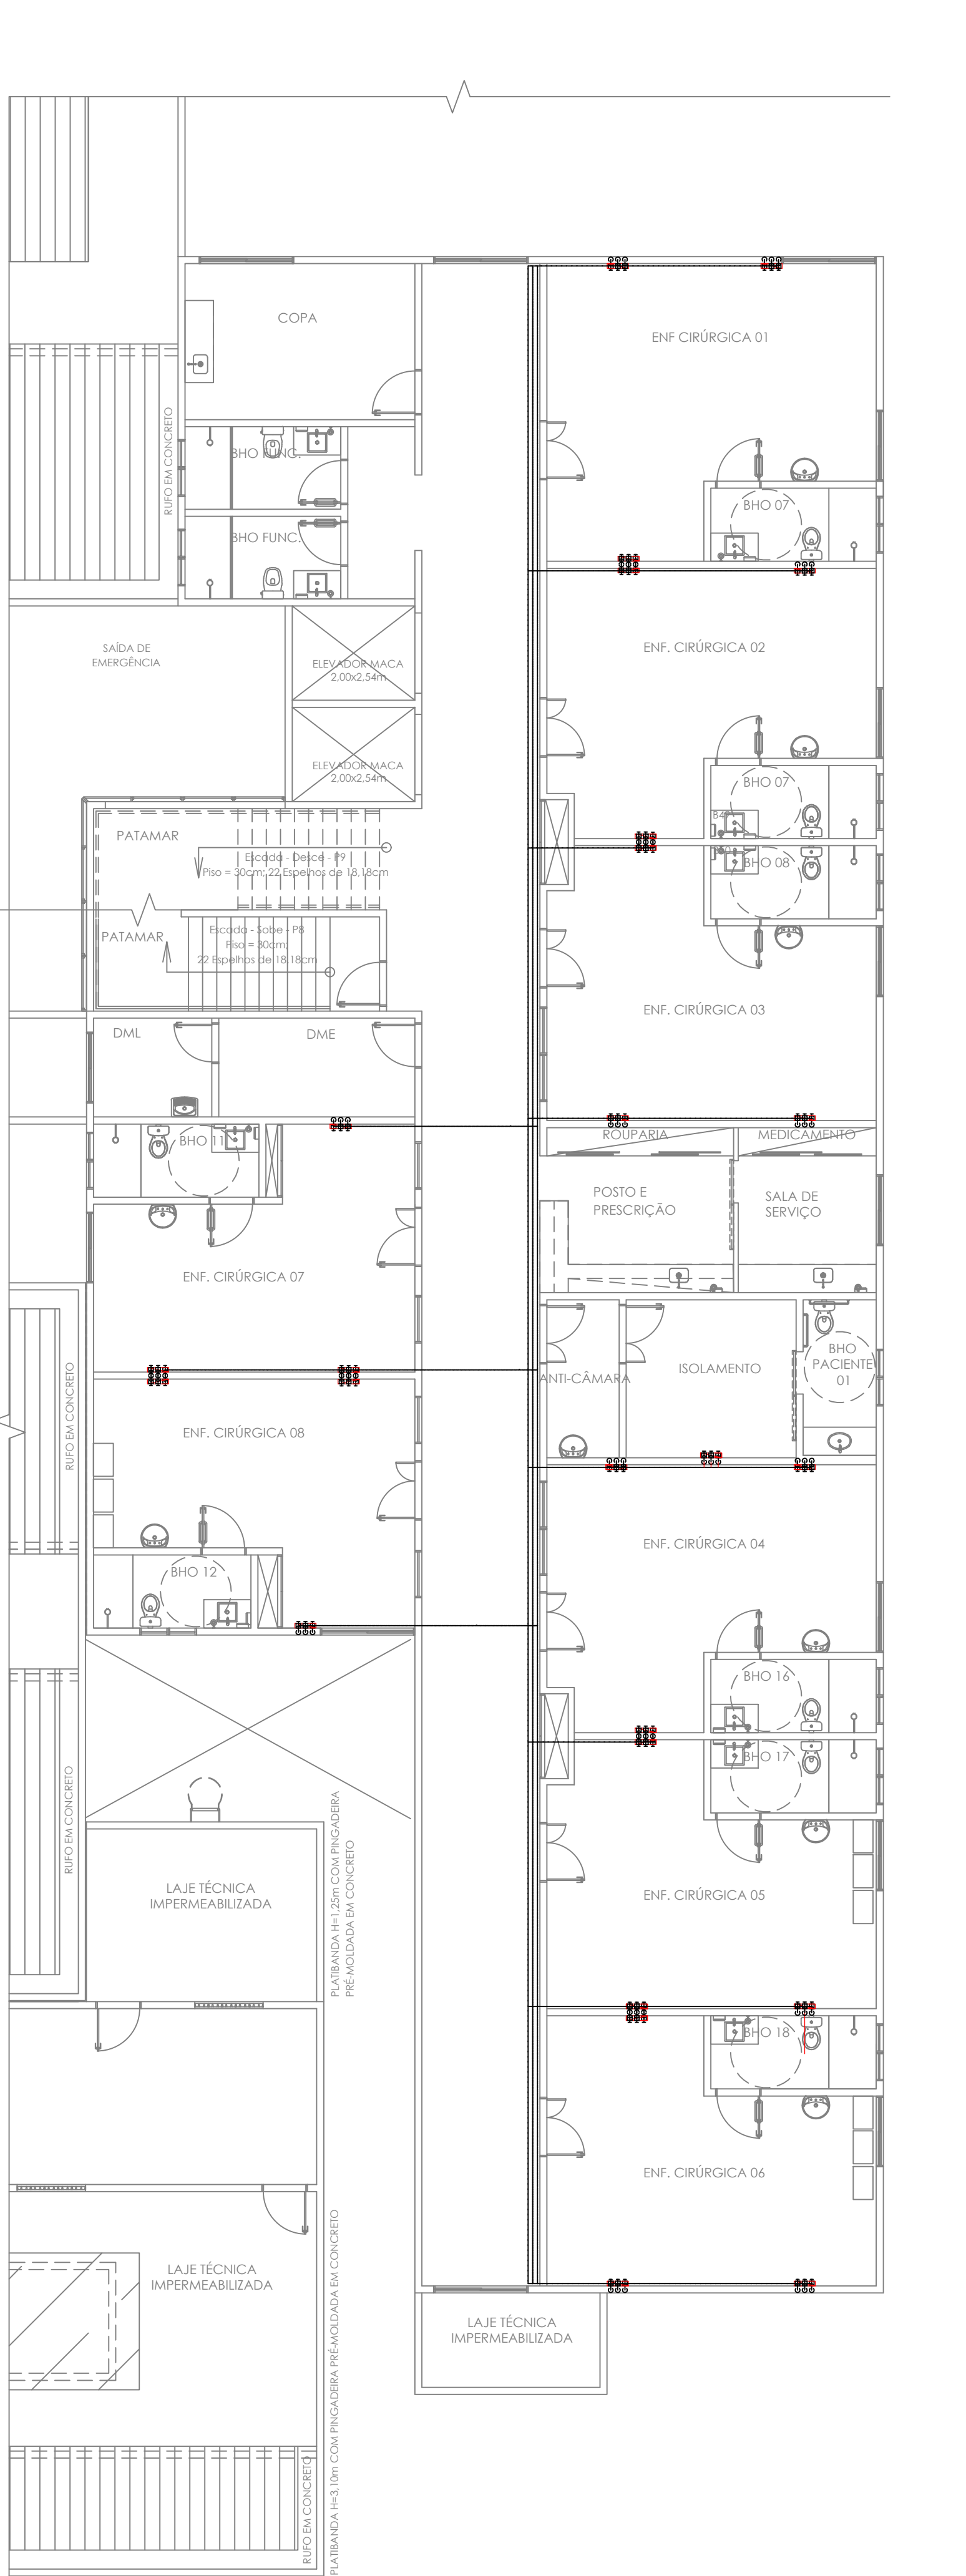 COPA
ENF CIRÚRGICA 01
RUFO EM CONCRETO
BHO FUNC.
BHO 07
BHO FUNC.
SAÍDA DE
EMERGÊNCIA
ELEVADOR MACA
2,00x2,54m
ENF. CIRÚRGICA 02
ELEVADOR MACA
2,00x2,54m
BHO 07
PATAMAR
Escada - Desce - P9
Piso = 30cm; 22 Espelhos de 18,18cm
BHO 08
PATAMAR
Escada - Sobe - P8
Piso = 30cm;
22 Espelhos de 18,18cm
ENF. CIRÚRGICA 03
DML
DME
BHO 11
ROUPARIA
MEDICAMENTO
POSTO E
PRESCRIÇÃO
SALA DE
SERVIÇO
ENF. CIRÚRGICA 07
RUFO EM CONCRETO
ANTI-CÂMARA
ISOLAMENTO
BHO
PACIENTE
01
ENF. CIRÚRGICA 08
ENF. CIRÚRGICA 04
BHO 12
BHO 16
BHO 17
RUFO EM CONCRETO
PLATIBANDA H=1,25m COM PINGADEIRA
PRÉ-MOLDADA EM CONCRETO
LAJE TÉCNICA
IMPERMEABILIZADA
ENF. CIRÚRGICA 05
BHO 18
ENF. CIRÚRGICA 06
LAJE TÉCNICA
IMPERMEABILIZADA
PLATIBANDA H=3,10m COM PINGADEIRA PRÉ-MOLDADA EM CONCRETO
LAJE TÉCNICA
IMPERMEABILIZADA
RUFO EM CONCRETO